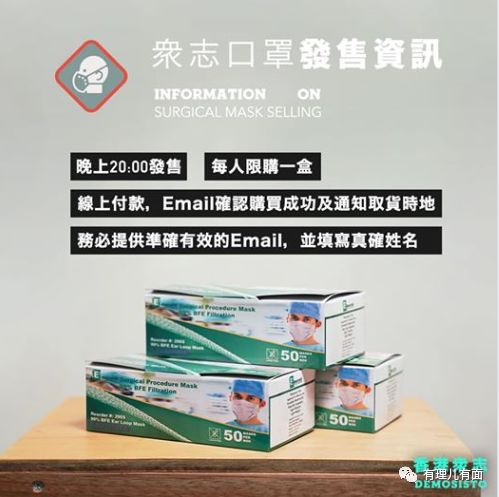 衆志口罩發售資訊
INFORMATION ON
SURGICAL MASK SELLING
晚上20:00發售 每人限購一盒
線上付款，Email確認購買成功及通知取貨時地
務必提供準確有效的Email，並填寫真確姓名
Surgical Procedure Mask
BFE Filtration
50
Reorder #: 2065
99% BFE Ear Loop Mask
Surgical Procedure Mask
BFE Filtration
Reorder #: 2065
99% BFE Ear Loop Mask
50
50
香港衆志
DEMOSISTO
有理儿有面